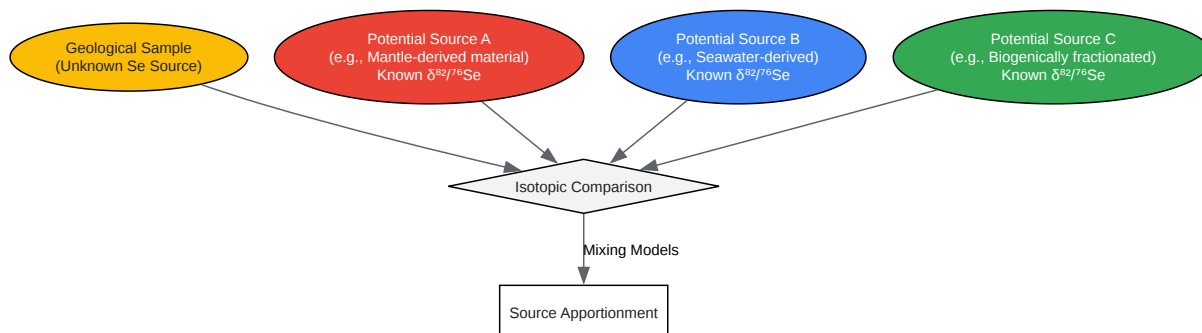 Geological Sample
(Unknown Se Source)
Potential Source A
(e.g., Mantle-derived material)
Known δ⁸²/⁷⁶Se
Potential Source B
(e.g., Seawater-derived)
Known δ⁸²/⁷⁶Se
Potential Source C
(e.g., Biogenically fractionated)
Known δ⁸²/⁷⁶Se
Isotopic Comparison
Mixing Models
Source Apportionment